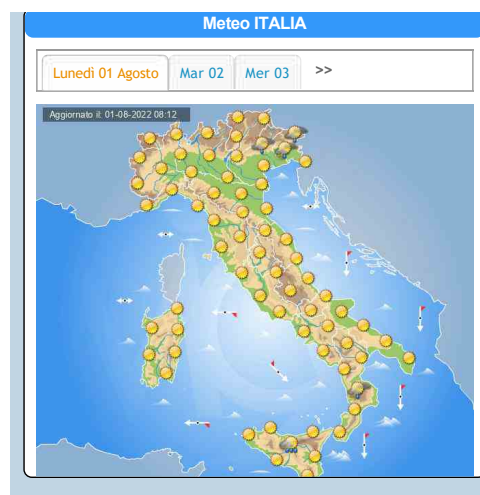 Meteo ITALIA
Lunedì 01 Agosto Mar 02 Mer 03 >>
Aggiornato il: 01-08-2022 08:12